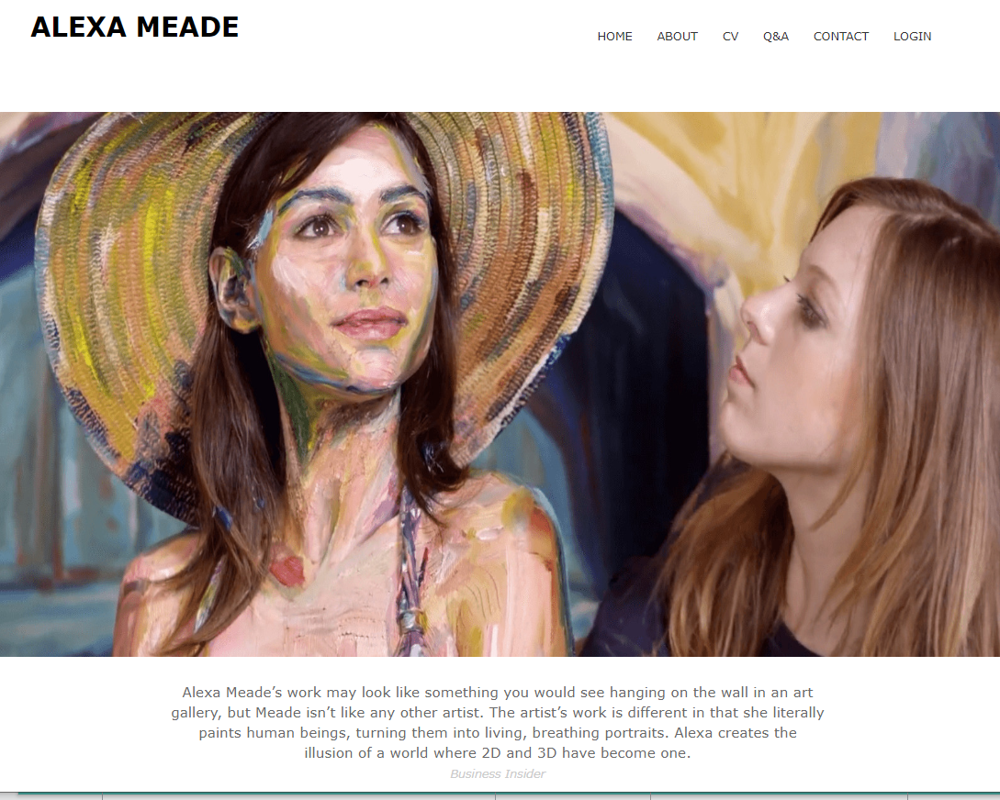 ALEXA MEADE
HOME ABOUT CV Q&A CONTACT LOGIN
Alexa Meade’s work may look like something you would see hanging on the wall in an art
gallery, but Meade isn’t like any other artist. The artist’s work is different in that she literally
paints human beings, turning them into living, breathing portraits. Alexa creates the
illusion of a world where 2D and 3D have become one.
Business Insider